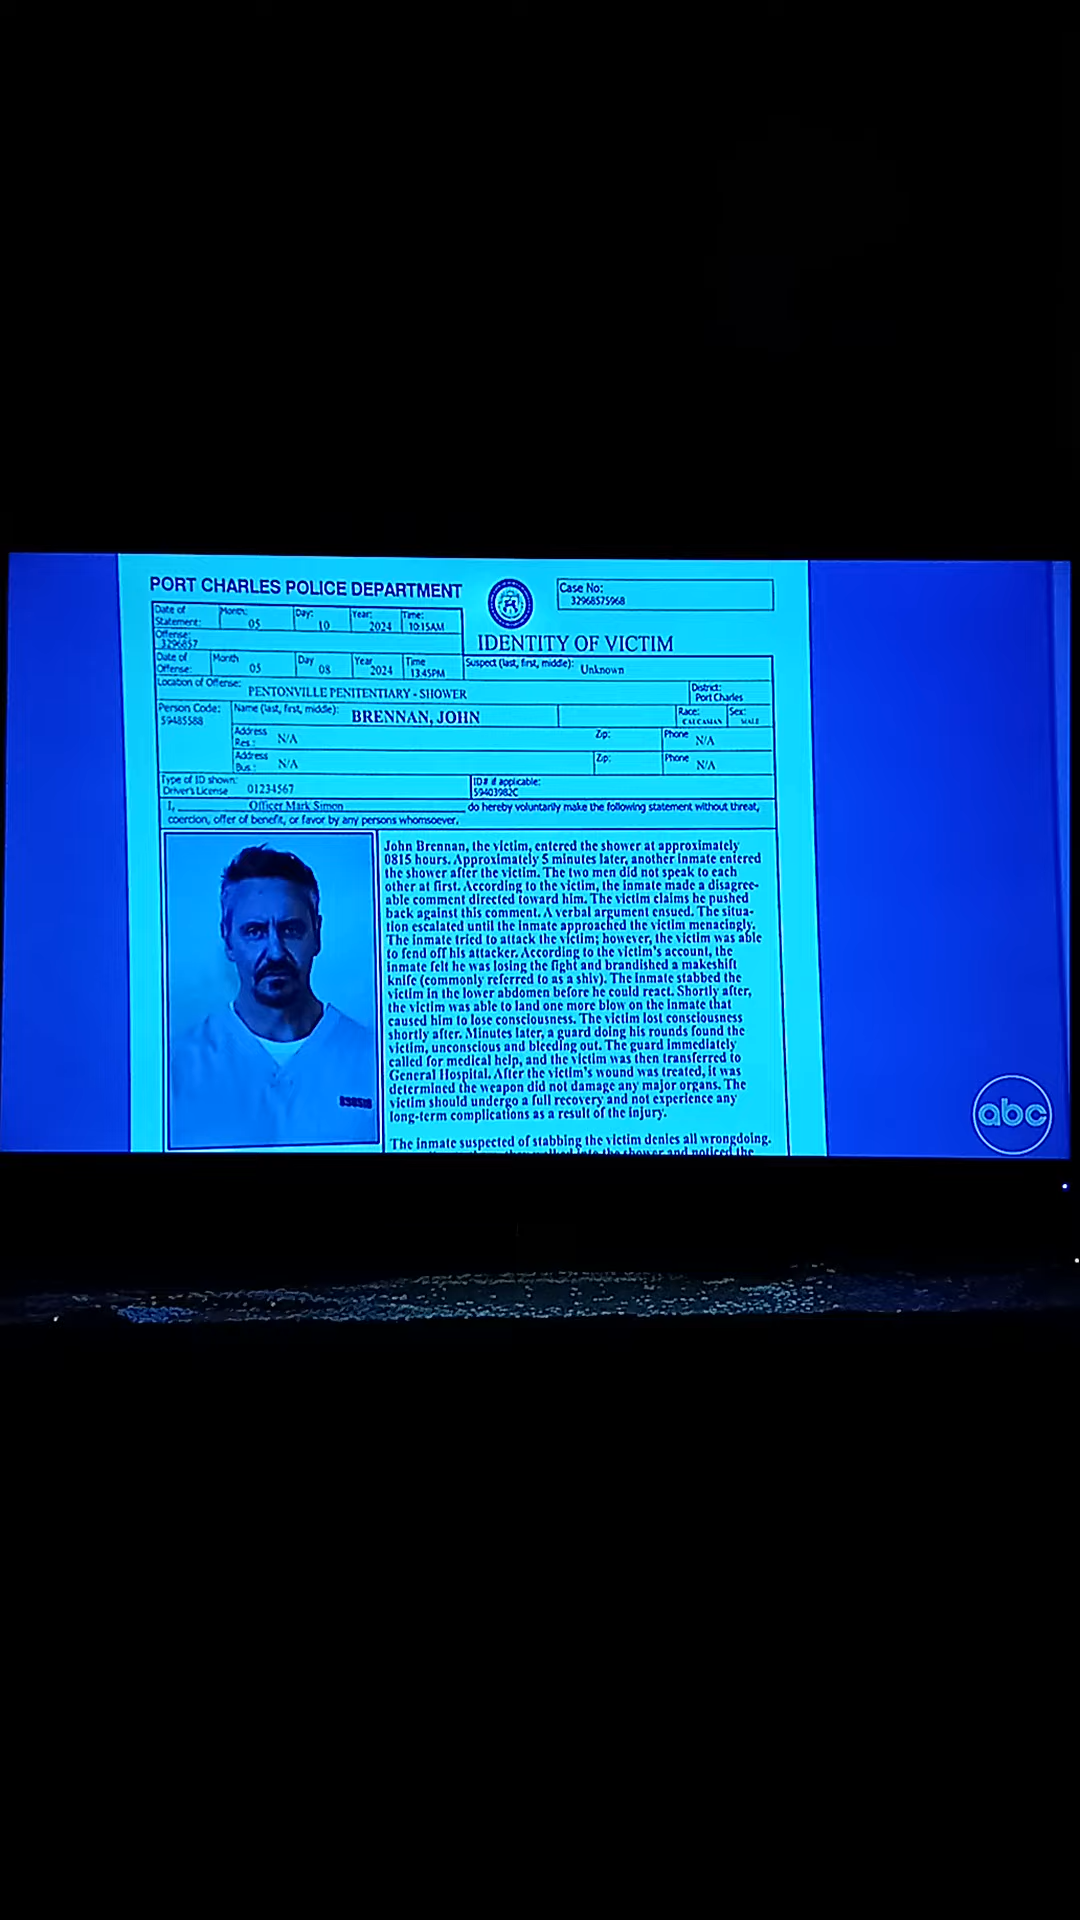 PORT CHARLES POLICE DEPARTMENT
Case No:
32968575968
Date of Statement: Month: 05 Day: 10 Year: 2024 Time: 10:15AM
Offense: 3296857
IDENTITY OF VICTIM
Date of Offense: Month 05 Day 08 Year 2024 Time 13:45PM
Suspect (last, first, middle): Unknown
Location of Offense: PENTONVILLE PENITENTIARY - SHOWER
District: Port Charles
Person Code: 59485588
Name (last, first, middle): BRENNAN, JOHN
Race: CAUCASIAN Sex: MALE
Address Res.: N/A Zip: Phone N/A
Address Bus.: N/A Zip: Phone N/A
Type of ID shown: Driver's License 01234567
ID# if applicable: 59403982C
I, Officer Mark Simon do hereby voluntarily make the following statement without threat,
coercion, offer of benefit, or favor by any persons whomsoever.
John Brennan, the victim, entered the shower at approximately
0815 hours. Approximately 5 minutes later, another inmate entered
the shower after the victim. The two men did not speak to each
other at first. According to the victim, the inmate made a disagree-
able comment directed toward him. The victim claims he pushed
back against this comment. A verbal argument ensued. The situa-
tion escalated until the inmate approached the victim menacingly.
The inmate tried to attack the victim; however, the victim was able
to fend off his attacker. According to the victim's account, the
inmate felt he was losing the fight and brandished a makeshift
knife (commonly referred to as a shiv). The inmate stabbed the
victim in the lower abdomen before he could react. Shortly after,
the victim was able to land one more blow on the inmate that
caused him to lose consciousness. The victim lost consciousness
shortly after. Minutes later, a guard doing his rounds found the
victim, unconscious and bleeding out. The guard immediately
called for medical help, and the victim was then transferred to
General Hospital. After the victim's wound was treated, it was
determined the weapon did not damage any major organs. The
victim should undergo a full recovery and not experience any
long-term complications as a result of the injury.
The inmate suspected of stabbing the victim denies all wrongdoing.
into the shower and noticed the
abc